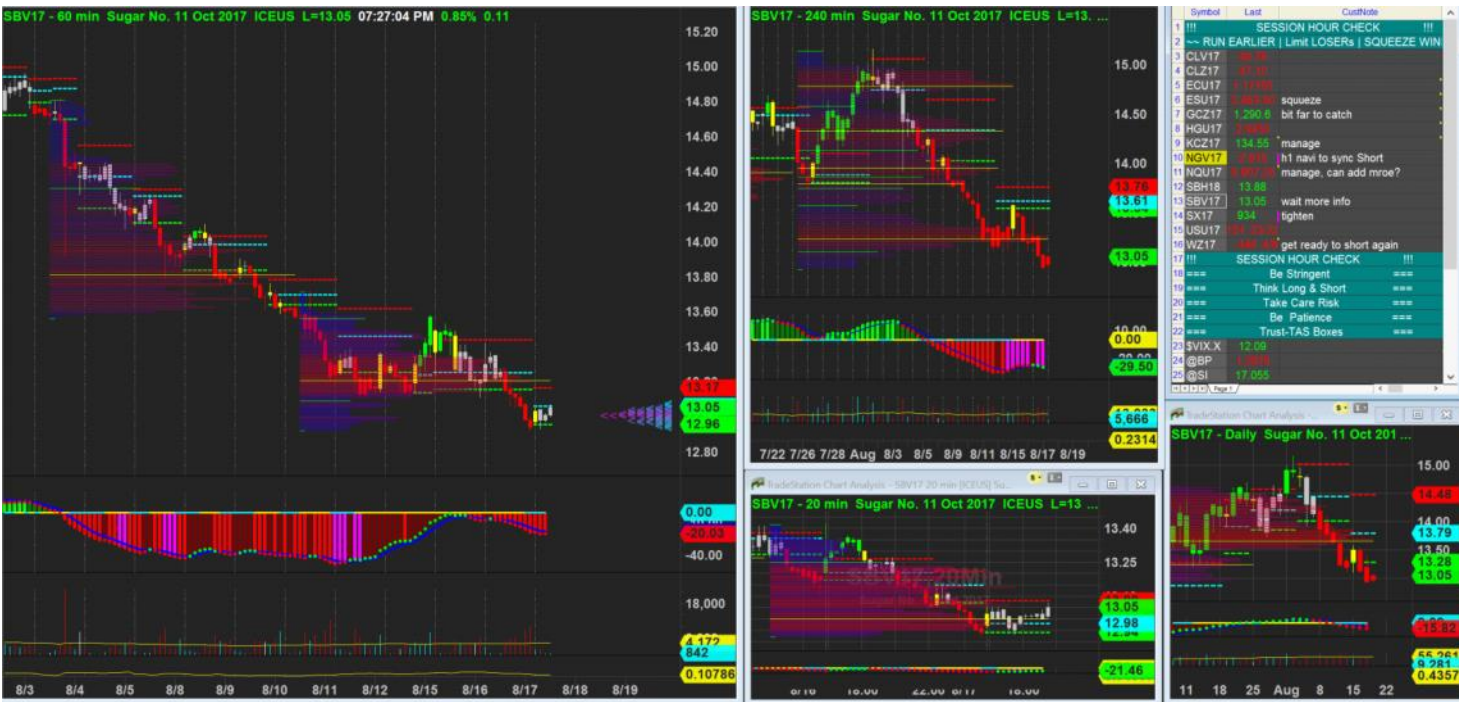 SBV17 - 60 min Sugar No. 11 Oct 2017 ICEUS L=13.05 07:27:04 PM 0.85% 0.11
15.20
15.00
14.80
14.60
14.40
14.20
14.00
13.80
13.60
13.40
13.17
13.05
12.96
12.80
0.00
-20.03
-40.00
18,000
4,172
842
0.10786
8/3 8/4 8/5 8/8 8/9 8/10 8/11 8/12 8/15 8/16 8/17 8/18 8/19
SBV17 - 240 min Sugar No. 11 Oct 2017 ICEUS L=13. ...
15.00
14.50
14.00
13.76
13.61
13.05
10.00
0.00
-29.50
5,666
0.2314
7/22 7/26 7/28 Aug 8/3 8/5 8/9 8/11 8/15 8/17 8/19
TradeStation Chart Analysis - SBV17 20 min [ICEUS] Su...
SBV17 - 20 min Sugar No. 11 Oct 2017 ICEUS L=13 ...
13.40
13.25
SBV17,20Min
13.05
12.98
12.94
-21.46
8/16 18:00 22:00 8/17 18:00
Symbol Last CustNote
1 !!! SESSION HOUR CHECK !!!
2 ~~ RUN EARLIER | Limit LOSERs | SQUEEZE WIN
3 CLV17
4 CLZ17
5 ECU17
6 ESU17 squueze
7 GCZ17 1,290.6 bit far to catch
8 HGU17
9 KCZ17 134.55 manage
10 NGV17 h1 navi to sync Short
11 NQU17 manage, can add mroe?
12 SBH18 13.88
13 SBV17 13.05 wait more info
14 SX17 934 tighten
15 USU17
16 WZ17 get ready to short again
17 !!! SESSION HOUR CHECK !!!
18 === Be Stringent ===
19 === Think Long & Short ===
20 === Take Care Risk ===
21 === Be Patience ===
22 === Trust-TAS Boxes ===
23 $VIX.X 12.09
24 @BP
25 @SI 17.055
Page 1
TradeStation Chart Analysis -...
SBV17 - Daily Sugar No. 11 Oct 201 ...
15.00
14.48
14.00
13.79
13.50
13.28
13.05
-15.82
55,261
9,281
0.4357
11 18 25 Aug 8 15 22